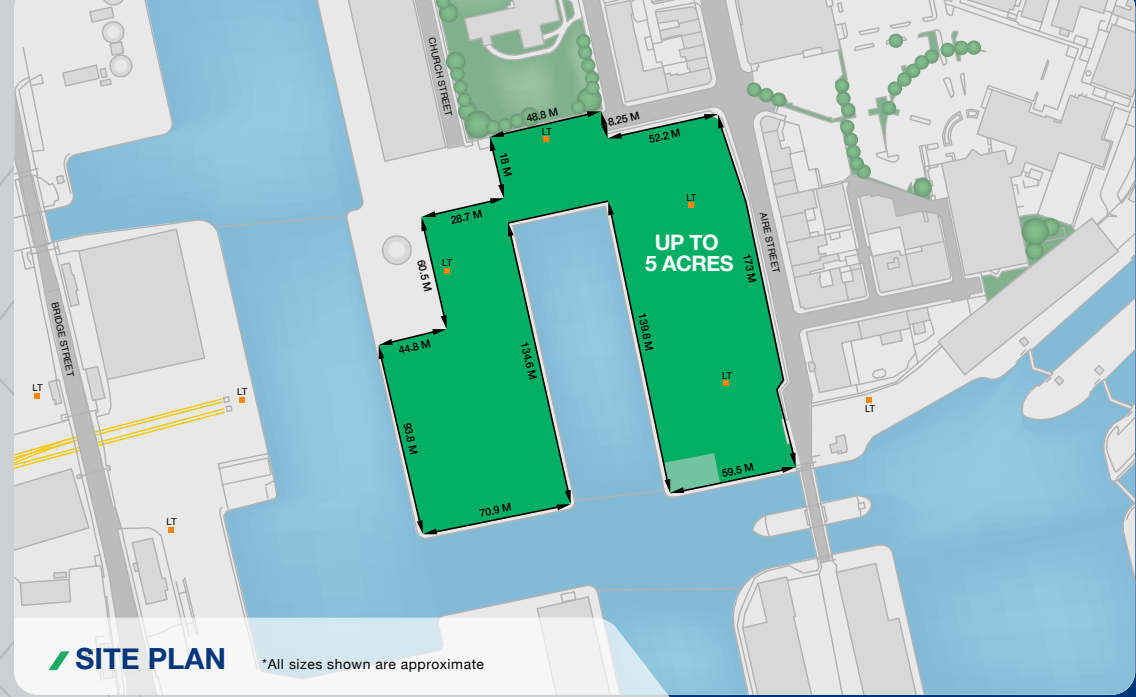 CHURCH STREET
48.8 M
LT
8.25 M
52.2 M
18 M
28.7 M
LT
60.5 M
LT
AIRE STREET
UP TO
5 ACRES
173 M
BRIDGE STREET
44.8 M
134.6 M
139.8 M
LT
LT
LT
LT
93.8 M
59.5 M
70.9 M
LT
SITE PLAN
*All sizes shown are approximate